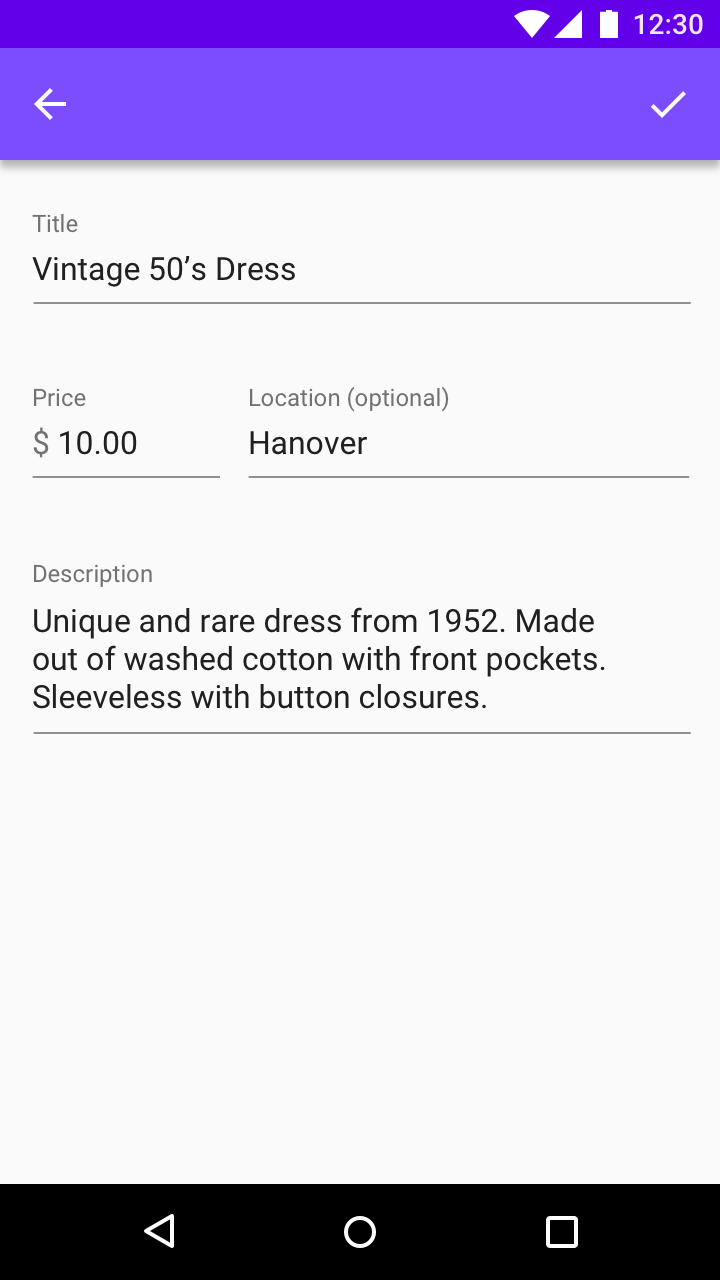 12:30
Title
Vintage 50’s Dress
Price
Location (optional)
$ 10.00
Hanover
Description
Unique and rare dress from 1952. Made
out of washed cotton with front pockets.
Sleeveless with button closures.